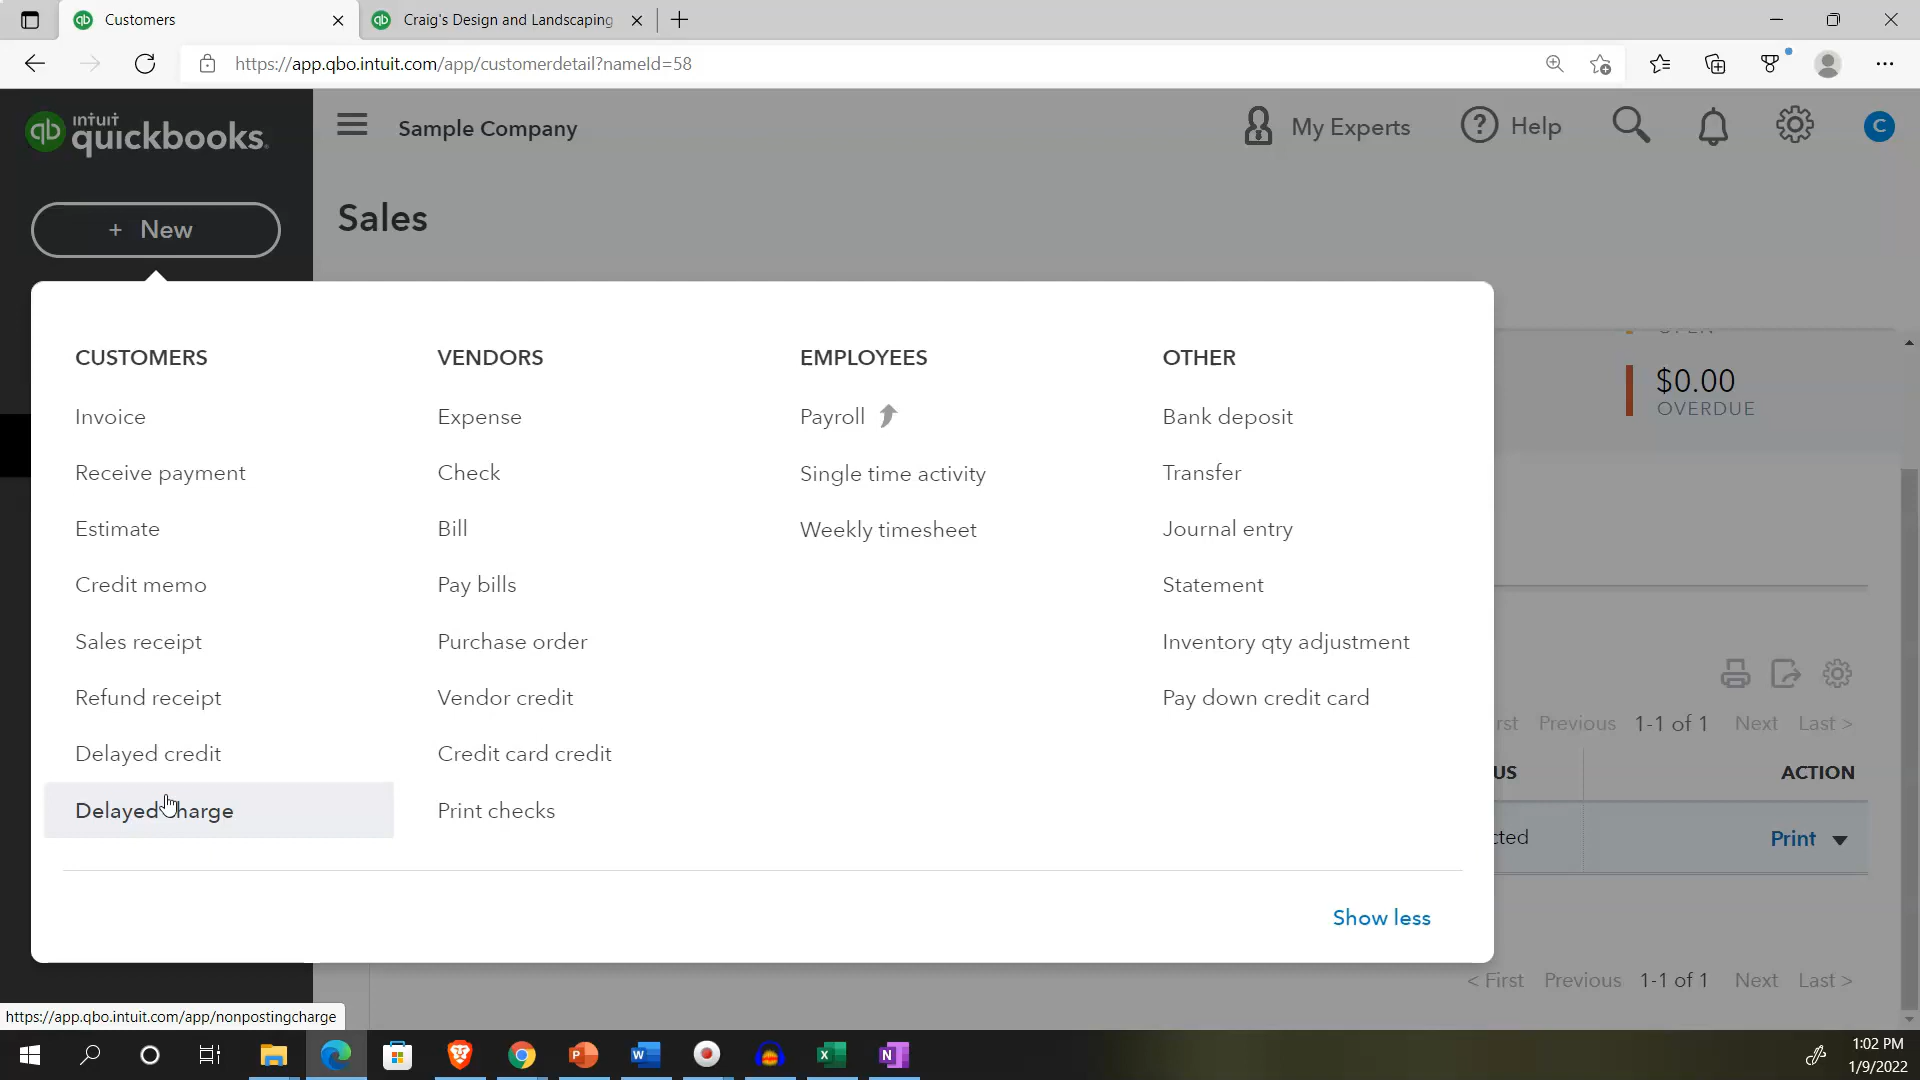 Customers
Craig's Design and Landscaping
https://app.qbo.intuit.com/app/customerdetail?nameId=58
qb intuit quickbooks.
Sample Company
My Experts
? Help
C
+ New
Sales
CUSTOMERS
Invoice
Receive payment
Estimate
Credit memo
Sales receipt
Refund receipt
Delayed credit
Delayed charge
VENDORS
Expense
Check
Bill
Pay bills
Purchase order
Vendor credit
Credit card credit
Print checks
EMPLOYEES
Payroll
Single time activity
Weekly timesheet
OTHER
Bank deposit
Transfer
Journal entry
Statement
Inventory qty adjustment
Pay down credit card
Show less
$0.00
OVERDUE
rst Previous 1-1 of 1 Next Last >
US ACTION
cted Print
< First Previous 1-1 of 1 Next Last >
https://app.qbo.intuit.com/app/nonpostingcharge
1:02 PM
1/9/2022